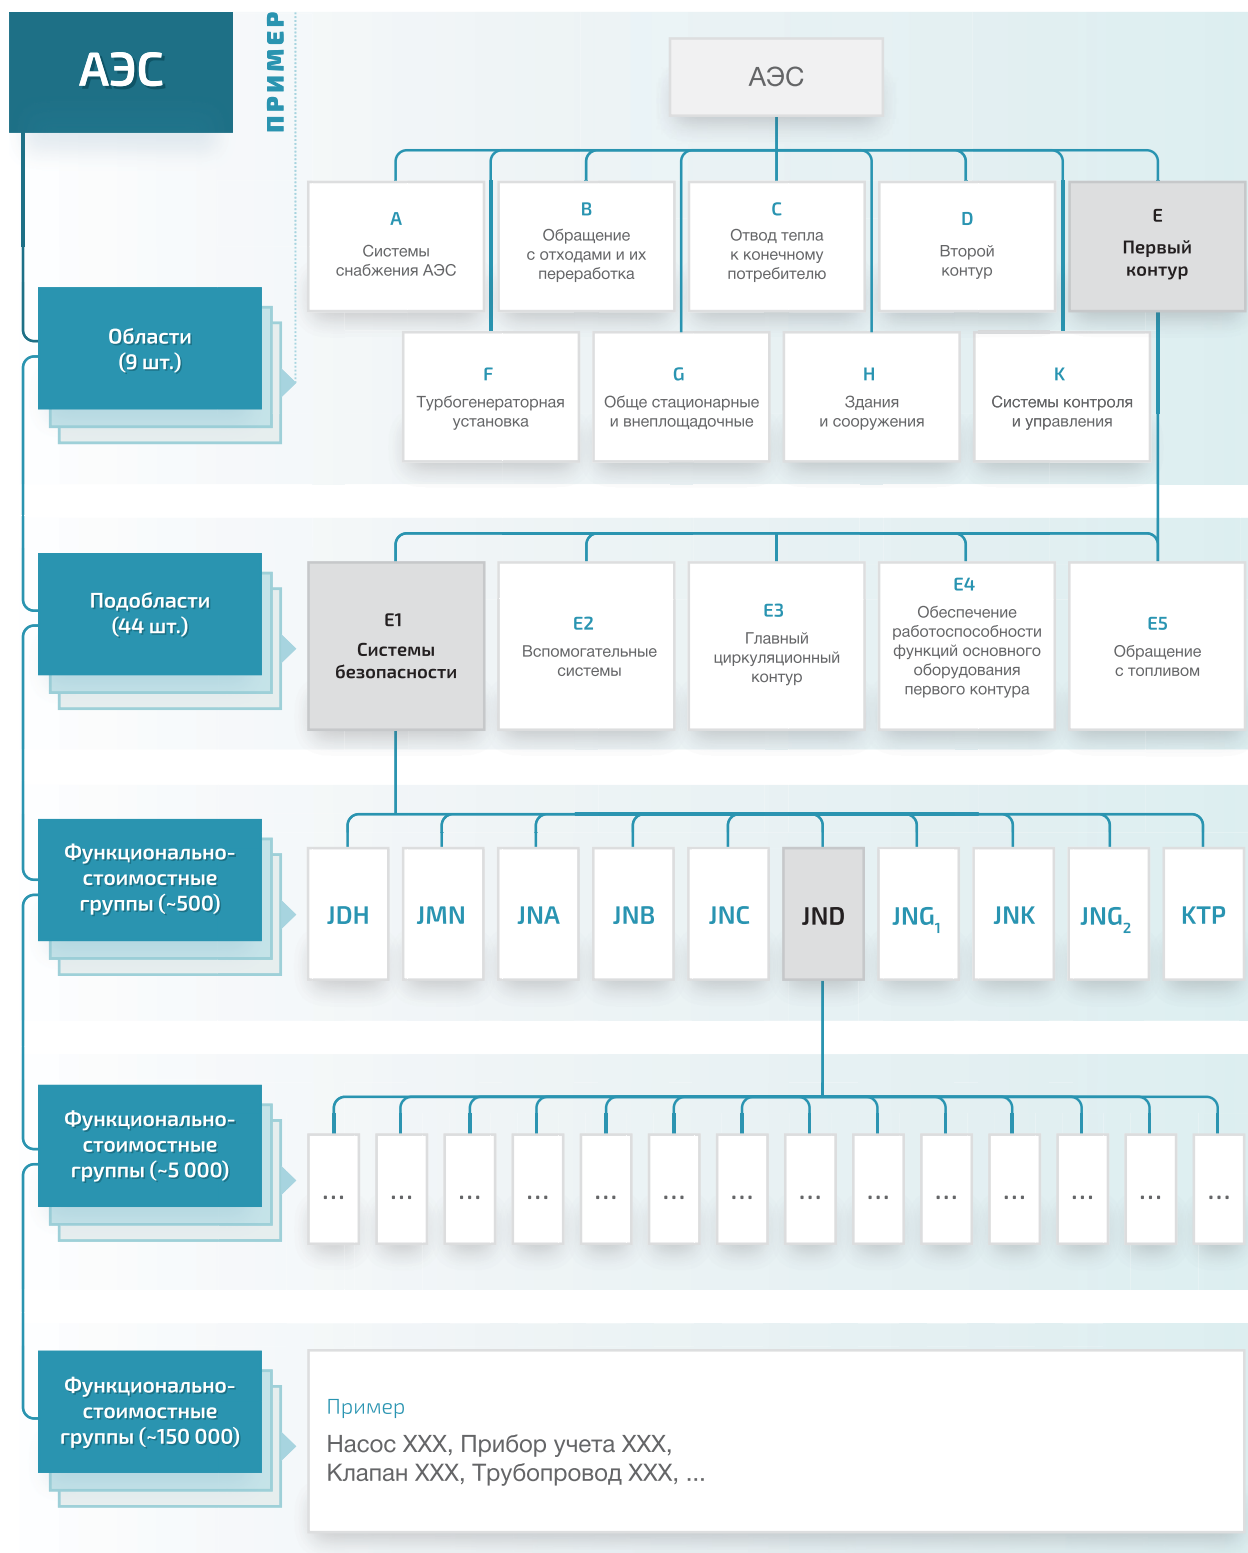 АЭС
ПРИМЕР
АЭС
A
Системы
снабжения АЭС
B
Обращение
с отходами и их
переработка
C
Отвод тепла
к конечному
потребителю
D
Второй
контур
E
Первый
контур
Области
(9 шт.)
F
Турбогенераторная
установка
G
Обще стационарные
и внеплощадочные
H
Здания
и сооружения
K
Системы контроля
и управления
Подобласти
(44 шт.)
E1
Системы
безопасности
E2
Вспомогательные
системы
E3
Главный
циркуляционный
контур
E4
Обеспечение
работоспособности
функций основного
оборудования
первого контура
E5
Обращение
с топливом
Функционально-
стоимостные
группы (~500)
JDH
JMN
JNA
JNB
JNC
JND
JNG1
JNK
JNG2
KTP
Функционально-
стоимостные
группы (~5 000)
...
...
...
...
...
...
...
...
...
...
...
...
...
...
Функционально-
стоимостные
группы (~150 000)
Пример
Насос XXX, Прибор учета XXX,
Клапан XXX, Трубопровод XXX, ...